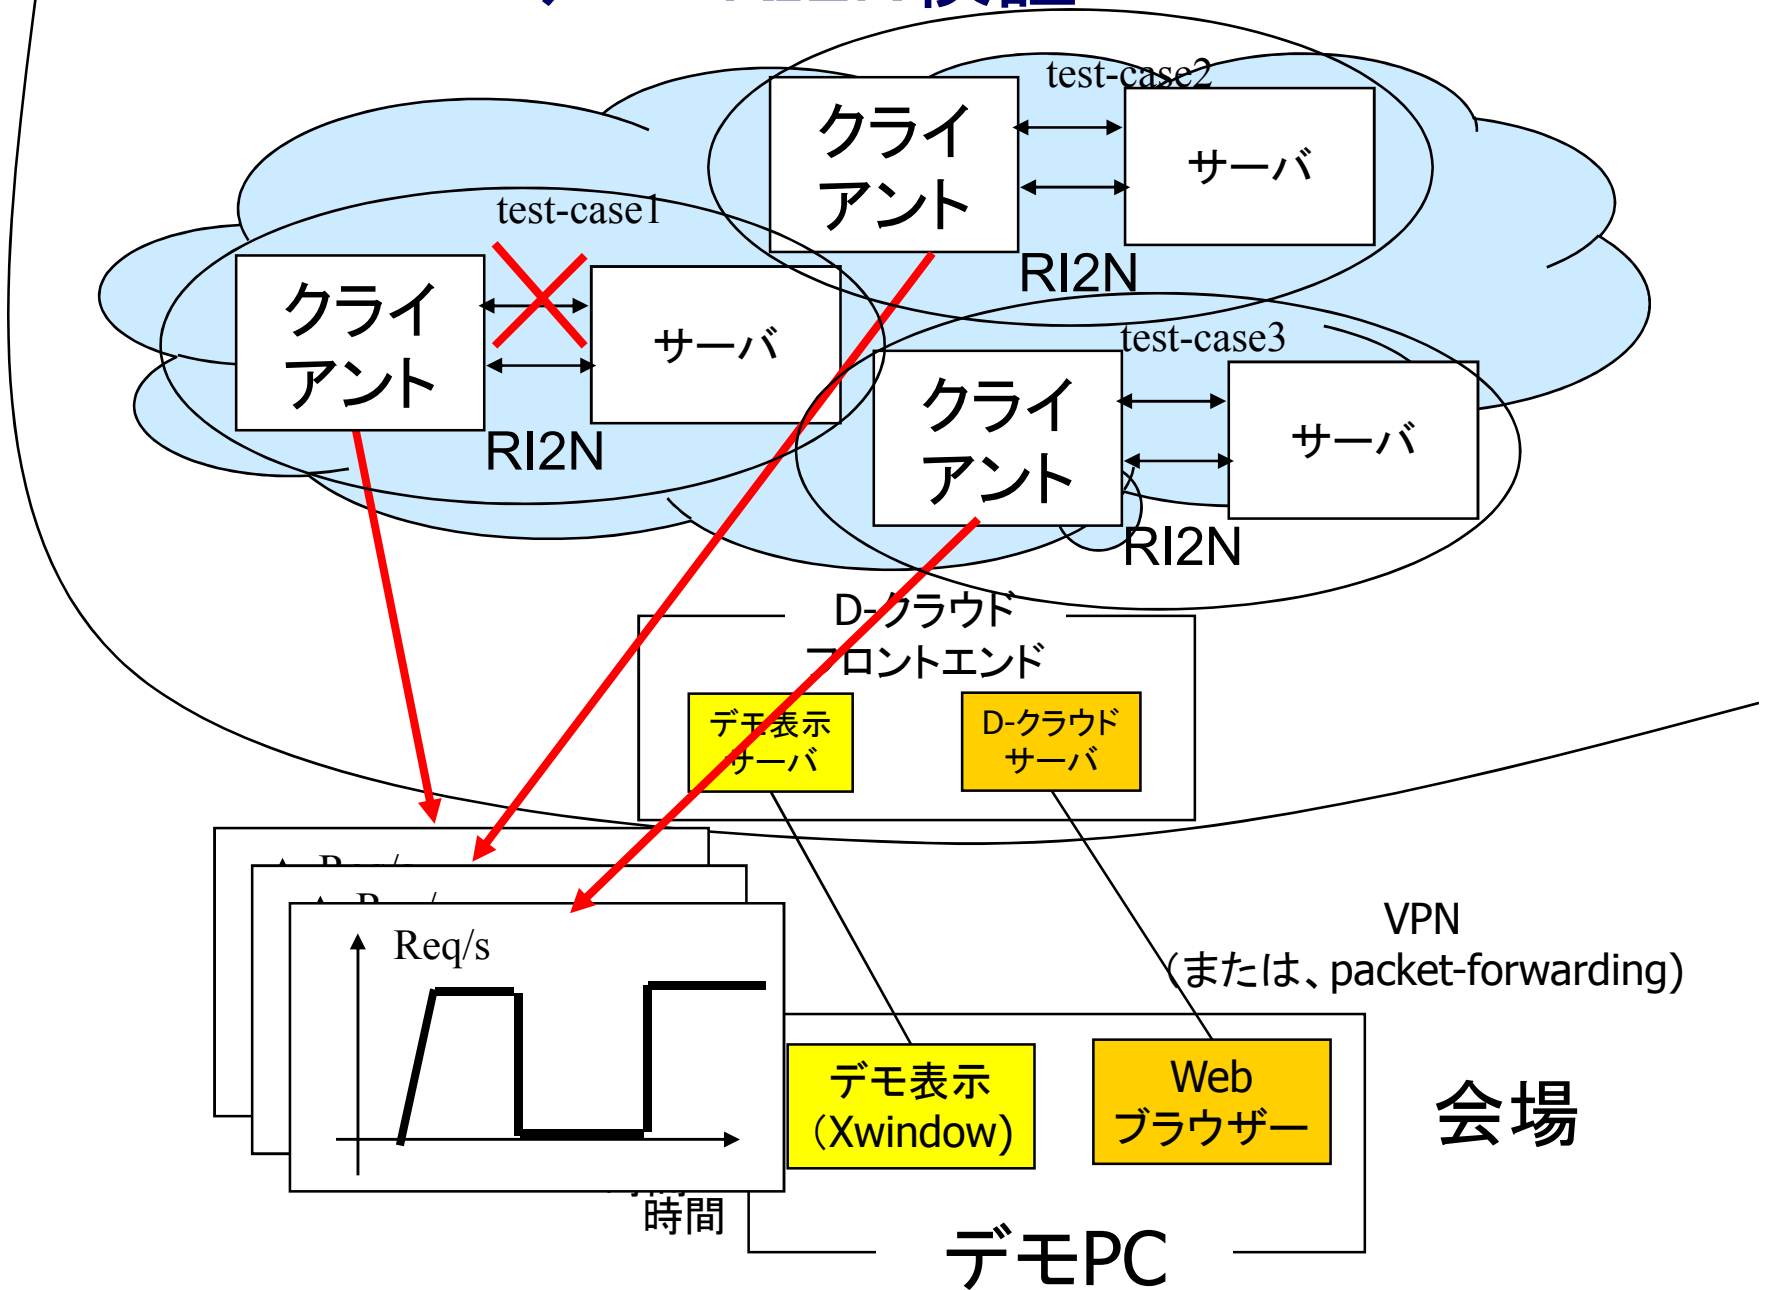 test-case2
クライ
アント
サーバ
RI2N
test-case1
クライ
アント
サーバ
RI2N
test-case3
クライ
アント
サーバ
RI2N
D-クラウド
フロントエンド
デモ表示
サーバ
D-クラウド
サーバ
Req/s
VPN
(または、packet-forwarding)
デモ表示
(Xwindow)
Web
ブラウザー
会場
時間
デモPC